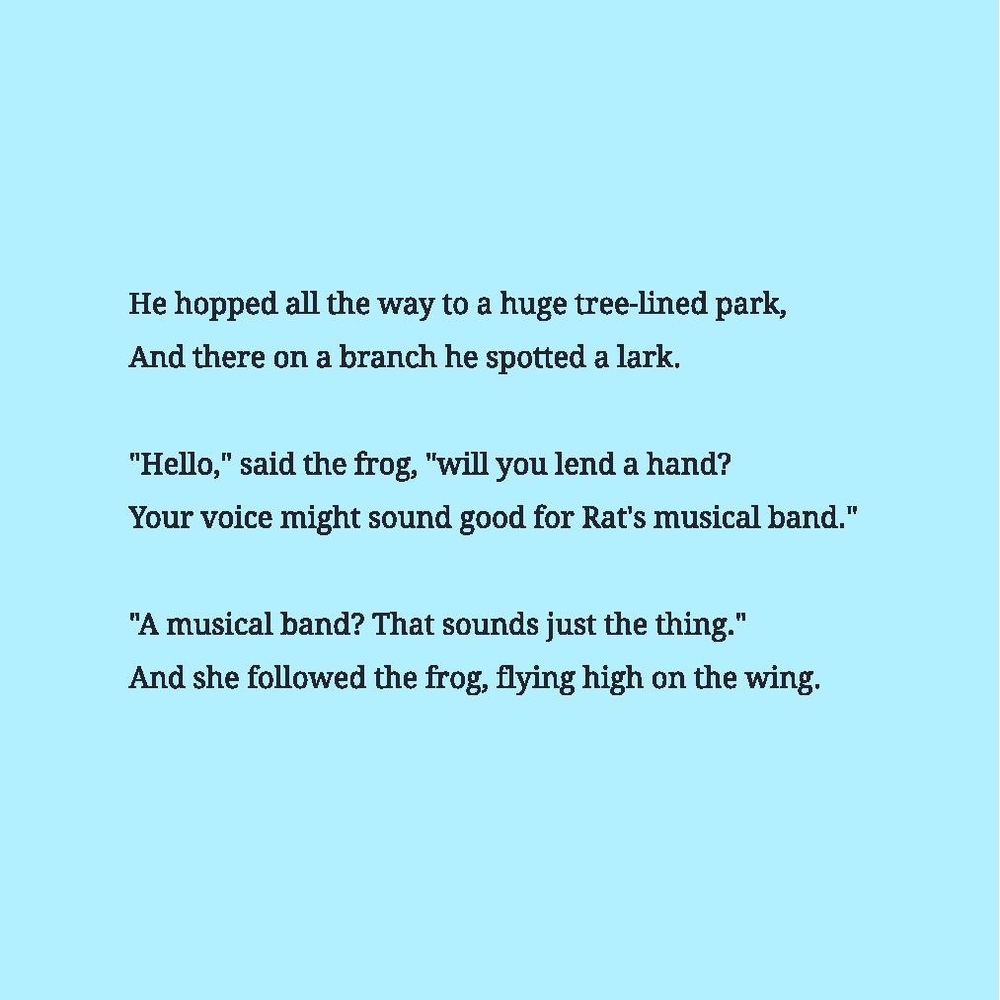 He hopped all the way to a huge tree-lined park,
And there on a branch he spotted a lark.
"Hello," said the frog, "will you lend a hand?
Your voice might sound good for Rat's musical band."
"A musical band? That sounds just the thing."
And she followed the frog, flying high on the wing.